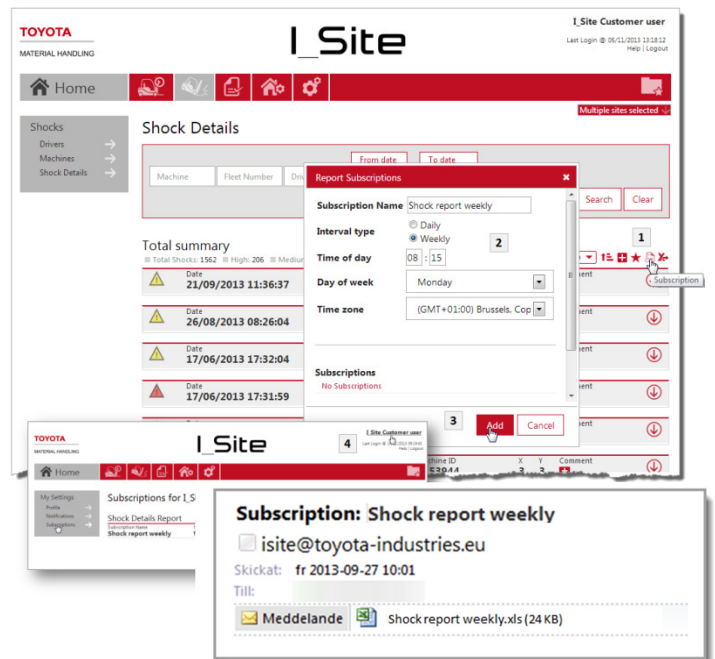 TOYOTA
MATERIAL HANDLING
I_Site
I_Site Customer user
Last Login @ 06/11/2013 13:18:12
Help | Logout
Home
Multiple sites selected
Shocks
Drivers
Machines
Shock Details
Shock Details
From date
To date
Machine
Fleet Number
Search
Clear
Report Subscriptions
Subscription Name Shock report weekly
Interval type
Daily
Weekly
2
Time of day
08 : 15
Day of week
Monday
Time zone
(GMT+01:00) Brussels, Cop
Subscriptions
No Subscriptions
3
Add
Cancel
1
Subscription
Total summary
Total Shocks: 1562 High: 206
Date
21/09/2013 11:36:37
Date
26/08/2013 08:26:04
Date
17/06/2013 17:32:04
Date
17/06/2013 17:31:59
X Y Comment
3 3
TOYOTA
MATERIAL HANDLING
I_Site
4
I_Site Customer user
Home
My Settings
Profile
Notifications
Subscriptions
Subscriptions for I_S
Shock Details Report
Subscription Name
Shock report weekly
Subscription: Shock report weekly
isite@toyota-industries.eu
Skickat: fr 2013-09-27 10:01
Till:
Meddelande
Shock report weekly.xls (24 KB)